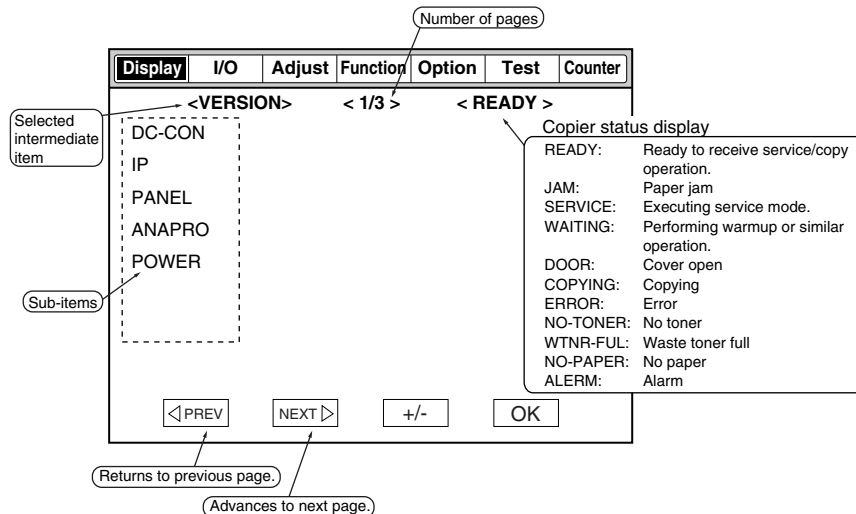 Number of pages
Display I/O Adjust Function Option Test Counter
<VERSION> < 1/3 > < READY >
Selected
intermediate
item
DC-CON
IP
PANEL
ANAPRO
POWER
Sub-items
Copier status display
READY: Ready to receive service/copy
operation.
JAM: Paper jam
SERVICE: Executing service mode.
WAITING: Performing warmup or similar
operation.
DOOR: Cover open
COPYING: Copying
ERROR: Error
NO-TONER: No toner
WTNR-FUL: Waste toner full
NO-PAPER: No paper
ALERM: Alarm
PREV NEXT +/- OK
Returns to previous page.
Advances to next page.